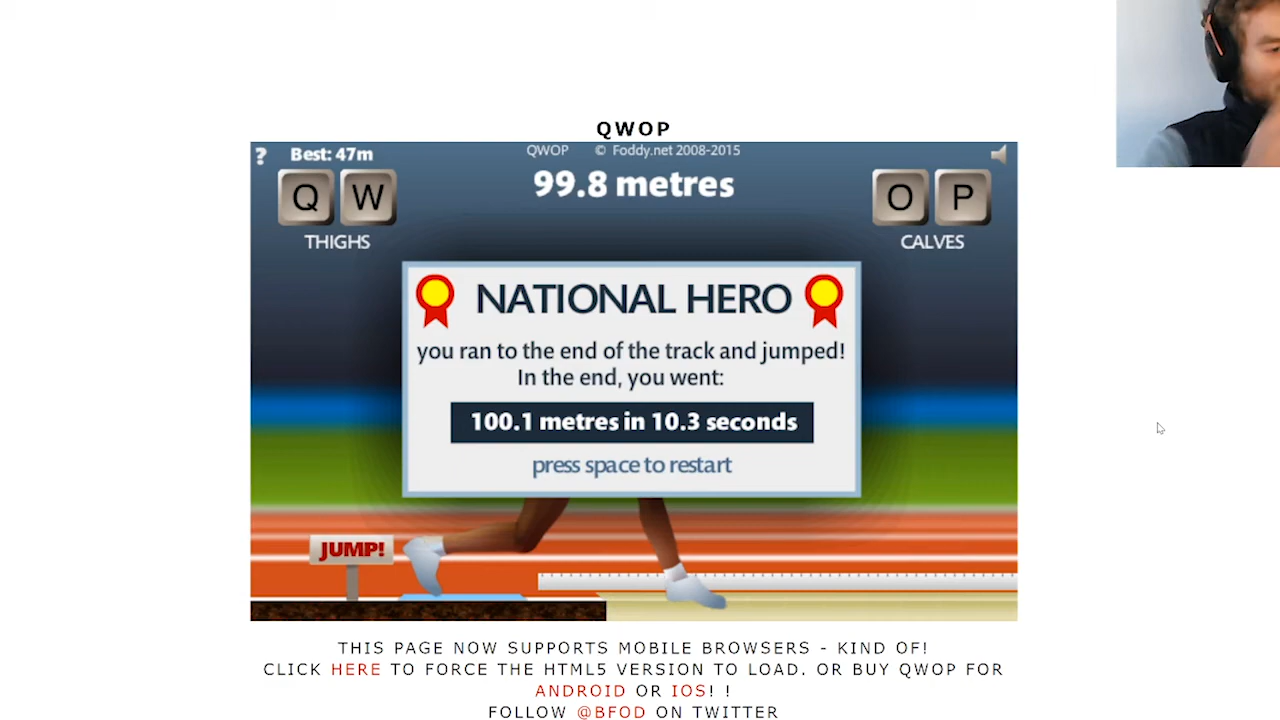 QWOP
? Best: 47m
QWOP © Foddy.net 2008-2015
99.8 metres
Q W
THIGHS
O P
CALVES
NATIONAL HERO
you ran to the end of the track and jumped!
In the end, you went:
100.1 metres in 10.3 seconds
press space to restart
JUMP!
THIS PAGE NOW SUPPORTS MOBILE BROWSERS - KIND OF!
CLICK HERE TO FORCE THE HTML5 VERSION TO LOAD. OR BUY QWOP FOR
ANDROID OR IOS! !
FOLLOW @BFOD ON TWITTER